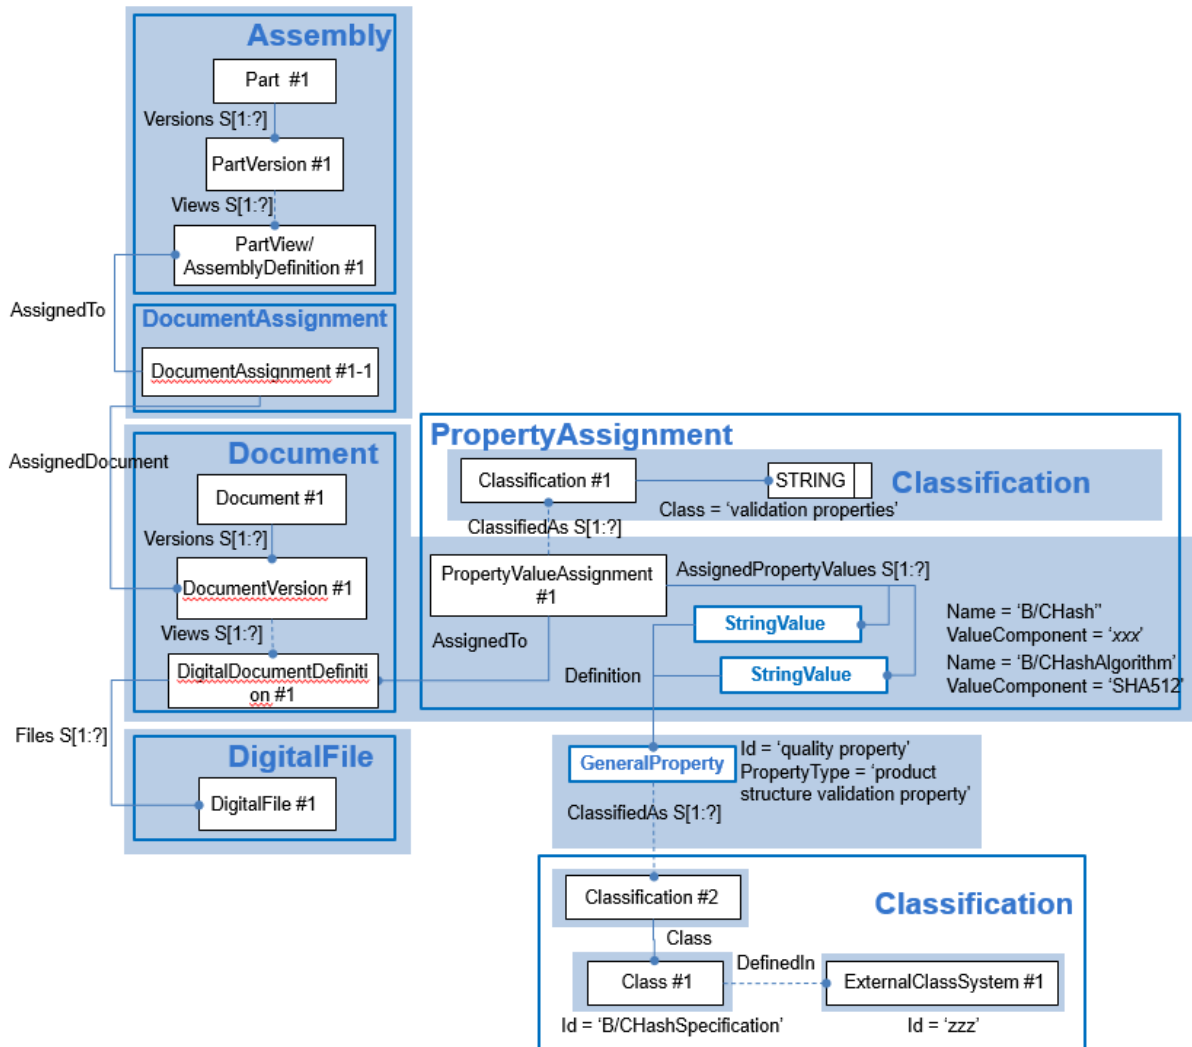 Assembly
Part #1
Versions S[1:?]
PartVersion #1
Views S[1:?]
PartView/
AssemblyDefinition #1
AssignedTo
DocumentAssignment
DocumentAssignment #1-1
AssignedDocument
Document
Document #1
Versions S[1:?]
DocumentVersion #1
Views S[1:?]
DigitalDocumentDefiniti
on #1
Files S[1:?]
DigitalFile
DigitalFile #1
PropertyAssignment
Classification #1
STRING
Classification
Class = ‘validation properties’
ClassifiedAs S[1:?]
PropertyValueAssignment
#1
AssignedPropertyValues S[1:?]
AssignedTo
StringValue
Name = ‘B/CHash’'
ValueComponent = ‘xxx’
Definition
StringValue
Name = ‘B/CHashAlgorithm’
ValueComponent = ‘SHA512’
GeneralProperty
Id = ‘quality property’
PropertyType = ‘product
structure validation property’
ClassifiedAs S[1:?]
Classification #2
Classification
Class
Class #1
DefinedIn
ExternalClassSystem #1
Id = ‘B/CHashSpecification’
Id = ‘zzz’